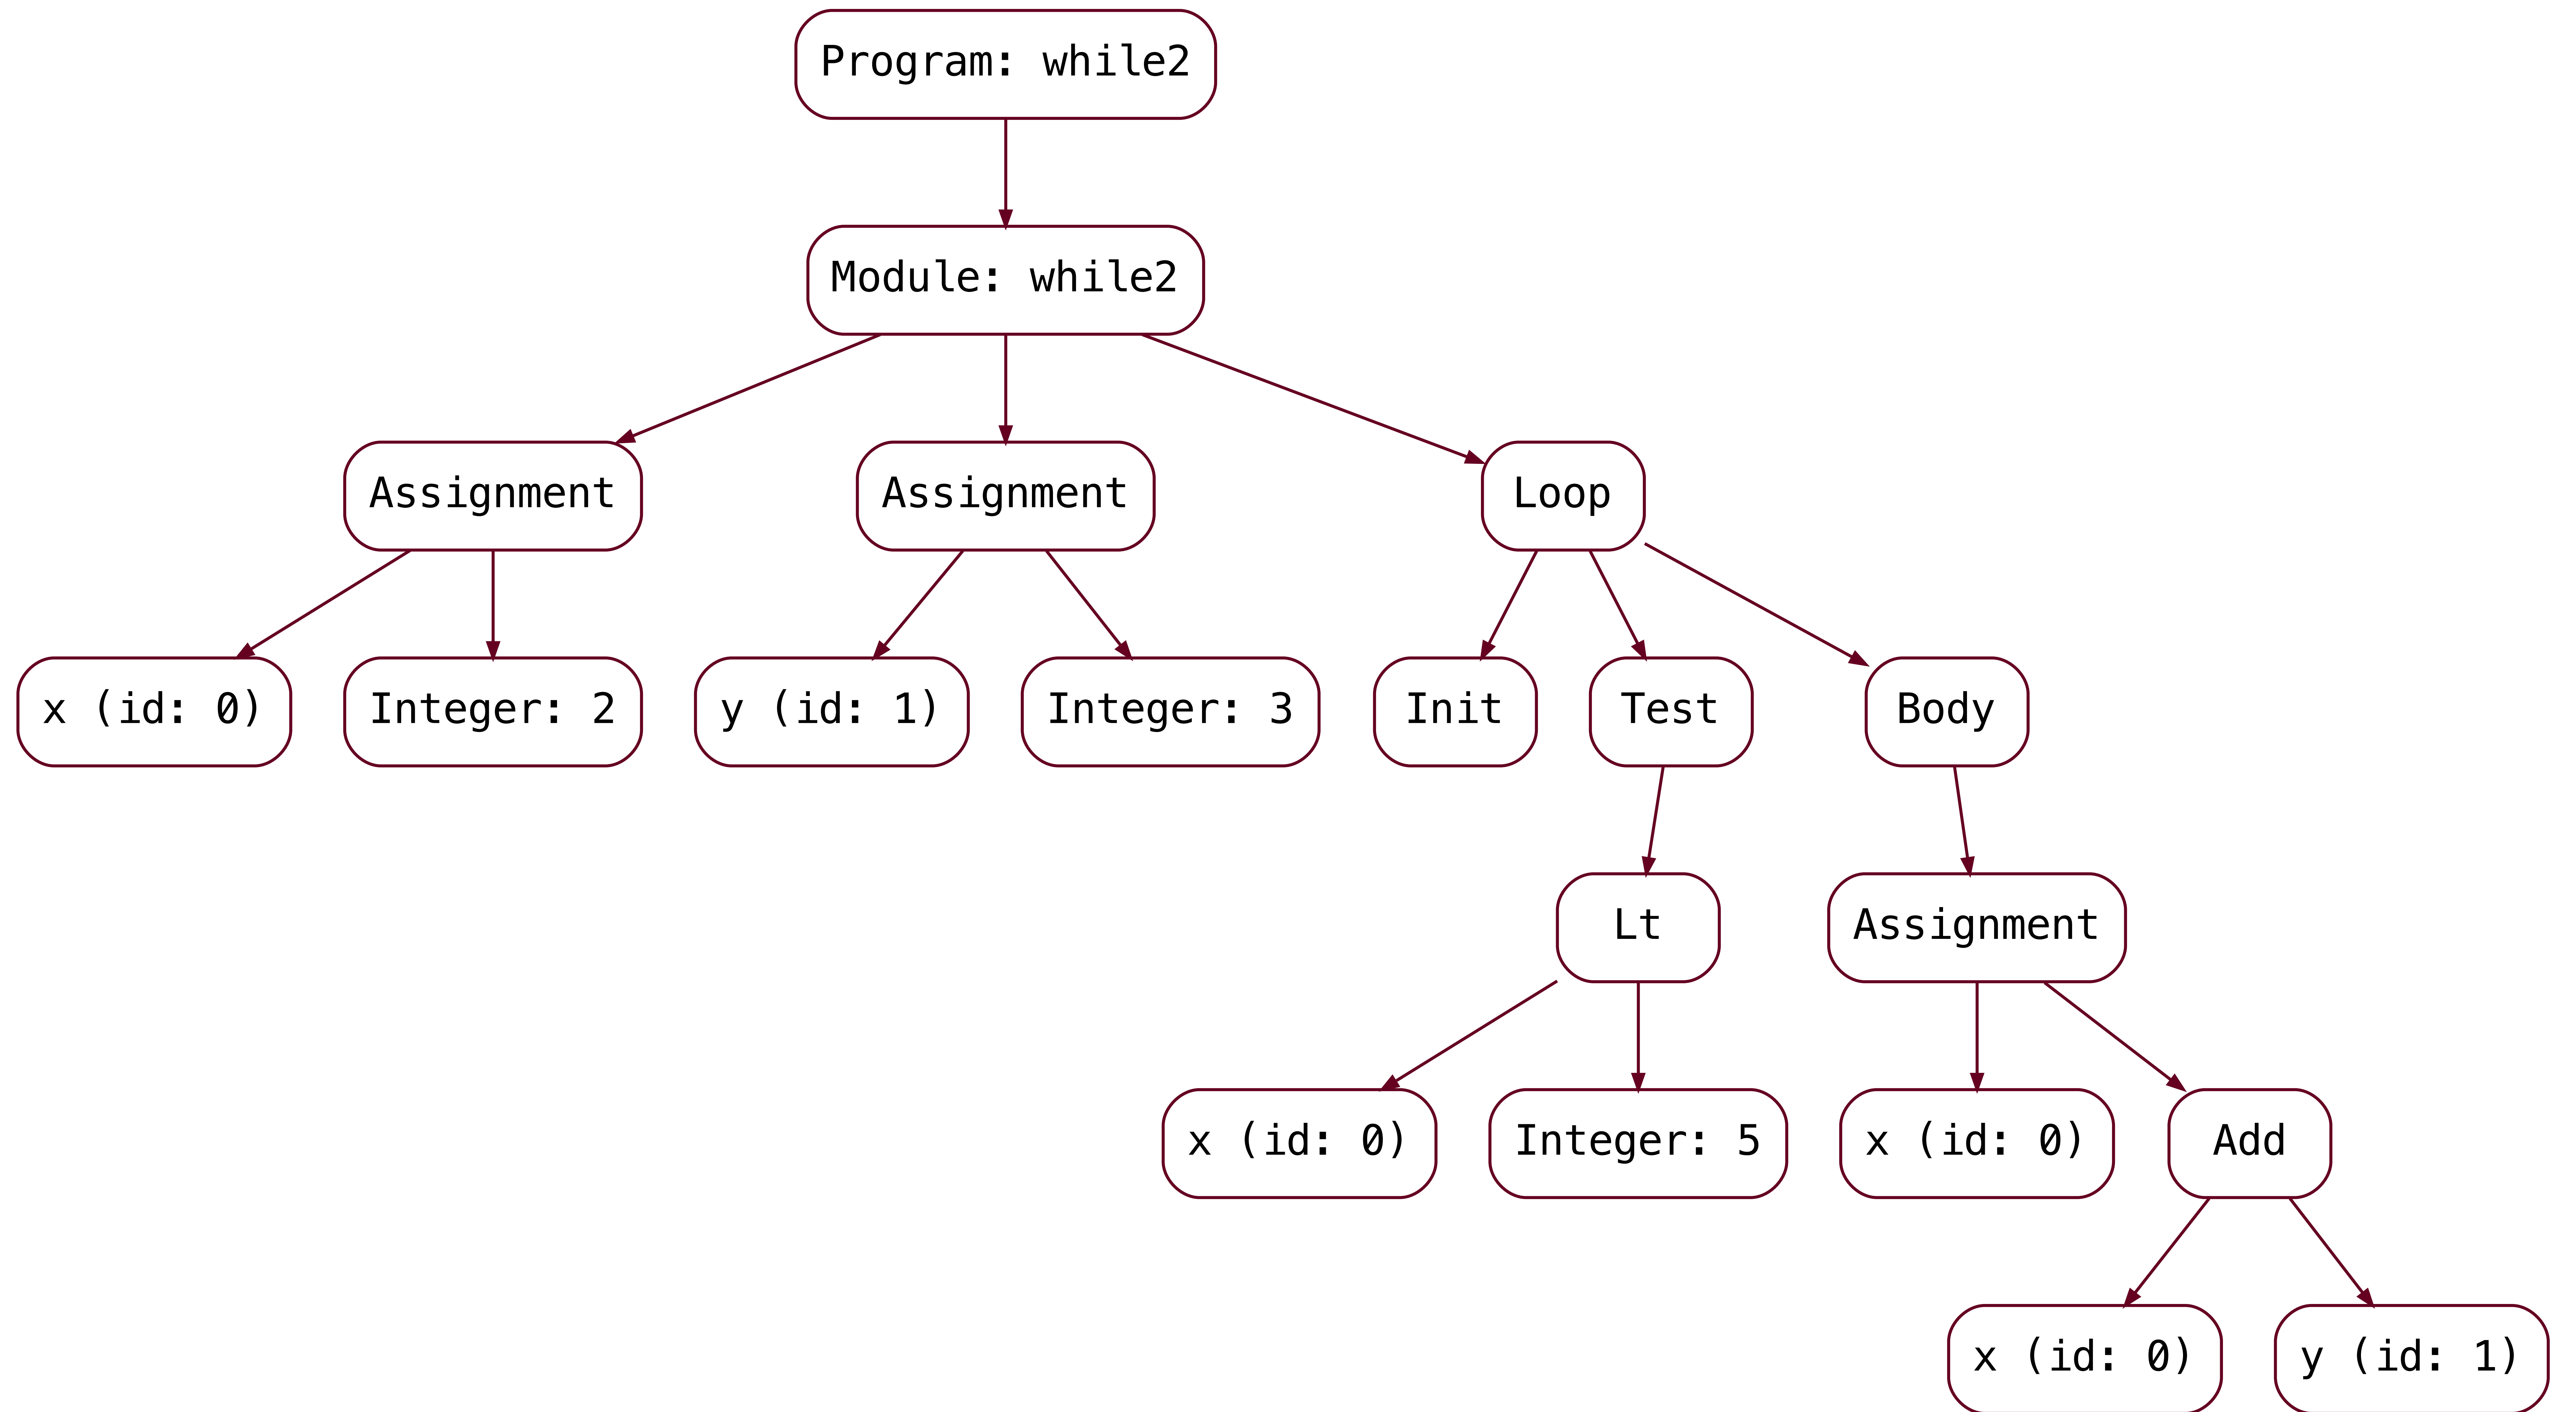 Program: while2
Module: while2
Assignment
Assignment
Loop
x (id: 0)
Integer: 2
y (id: 1)
Integer: 3
Init
Test
Body
Lt
Assignment
x (id: 0)
Integer: 5
x (id: 0)
Add
x (id: 0)
y (id: 1)